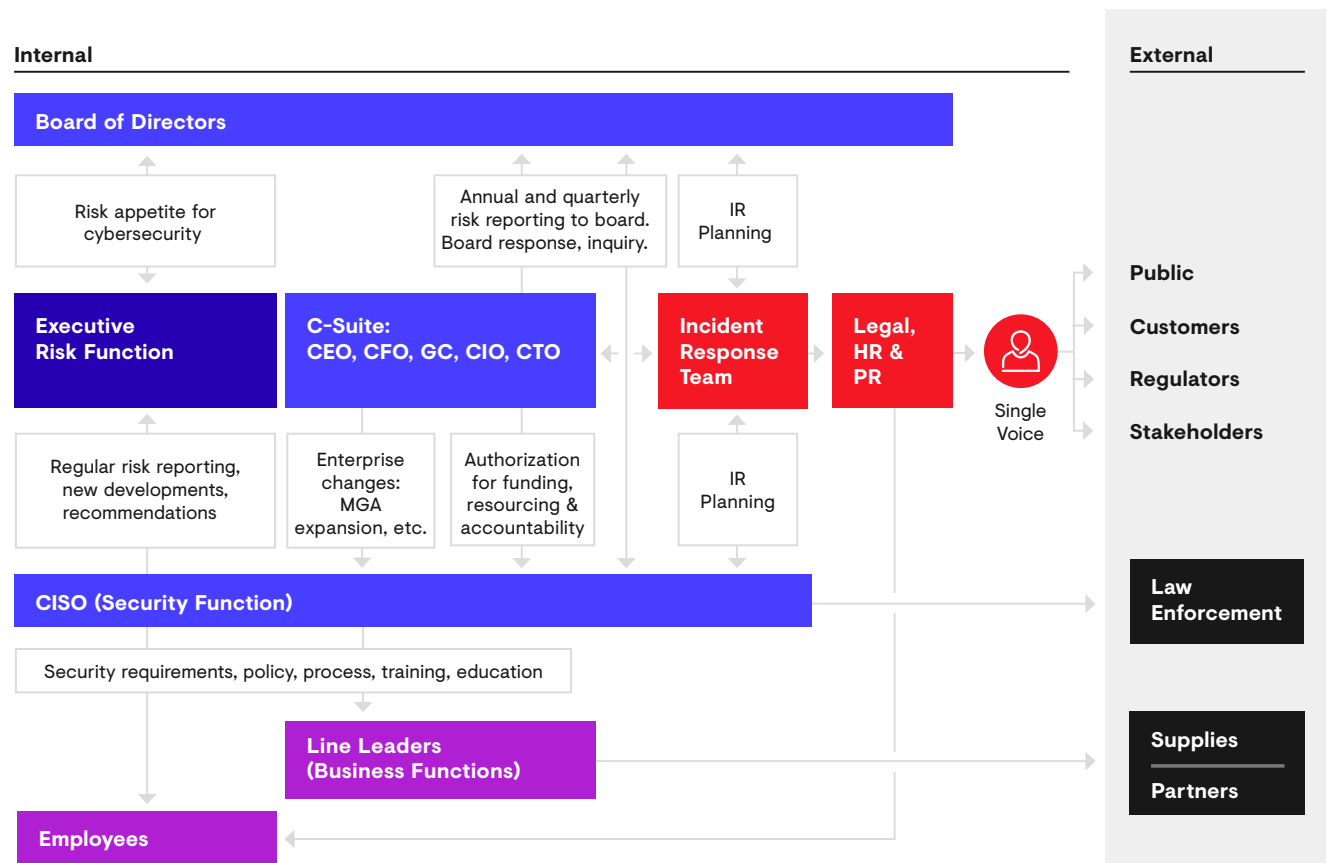 Internal
External
Board of Directors
Risk appetite for
cybersecurity
Annual and quarterly
risk reporting to board.
Board response, inquiry.
IR
Planning
Executive
Risk Function
C-Suite:
CEO, CFO, GC, CIO, CTO
Incident
Response
Team
Legal,
HR &
PR
Single
Voice
Public
Customers
Regulators
Stakeholders
Regular risk reporting,
new developments,
recommendations
Enterprise
changes:
MGA
expansion, etc.
Authorization
for funding,
resourcing &
accountability
IR
Planning
CISO (Security Function)
Law
Enforcement
Security requirements, policy, process, training, education
Line Leaders
(Business Functions)
Supplies
Partners
Employees